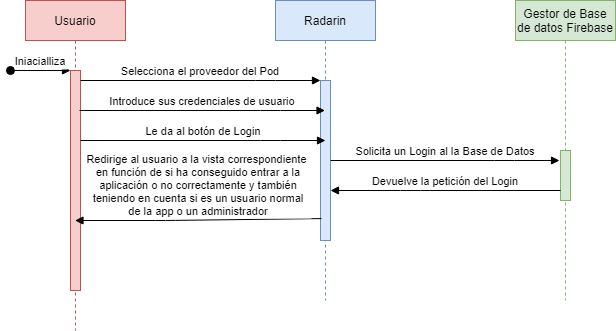 Usuario
Radarin
Gestor de Base
de datos Firebase
Iniacialliza
Selecciona el proveedor del Pod
Introduce sus credenciales de usuario
Le da al botón de Login
Solicita un Login al la Base de Datos
Devuelve la petición del Login
Redirige al usuario a la vista correspondiente
en función de si ha conseguido entrar a la
aplicación o no correctamente y también
teniendo en cuenta si es un usuario normal
de la app o un administrador